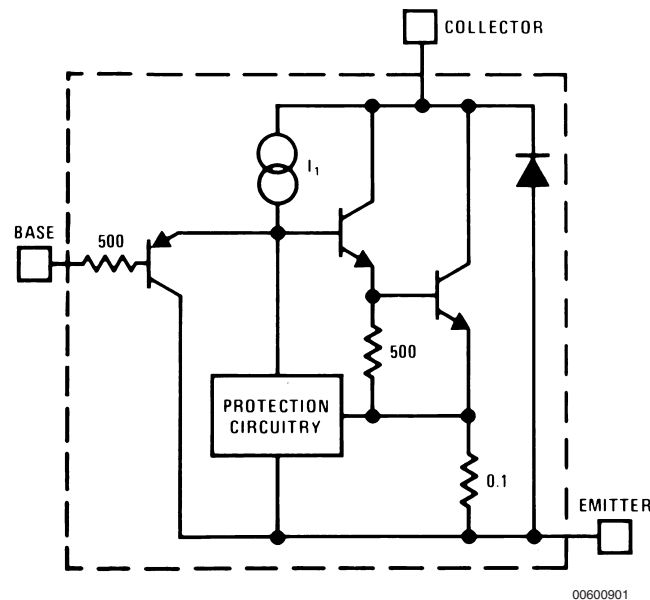 COLLECTOR
I₁
BASE
500
500
PROTECTION
CIRCUITRY
0.1
EMITTER
00600901